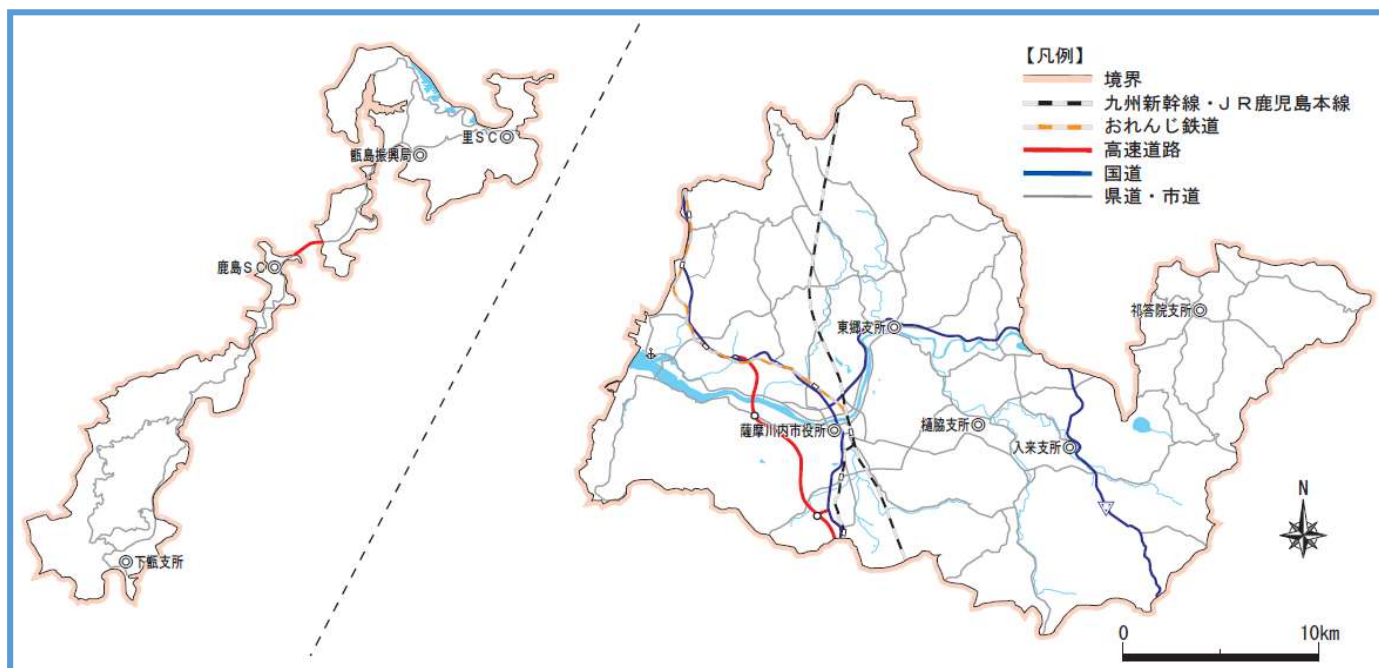 【凡例】
境界
九州新幹線・ＪＲ鹿児島本線
おれんじ鉄道
高速道路
国道
県道・市道
里ＳＣ
甑島振興局
鹿島ＳＣ
下甑支所
祁答院支所
東郷支所
樋脇支所
薩摩川内市役所
入来支所
N
0 10km